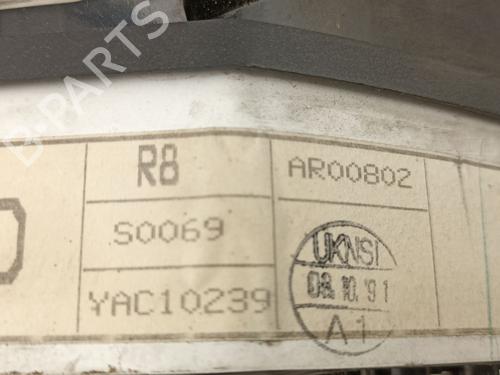 B-PARTS
R8
AR00802
S0069
YAC10239
UKNSI
08.10.'91
A1